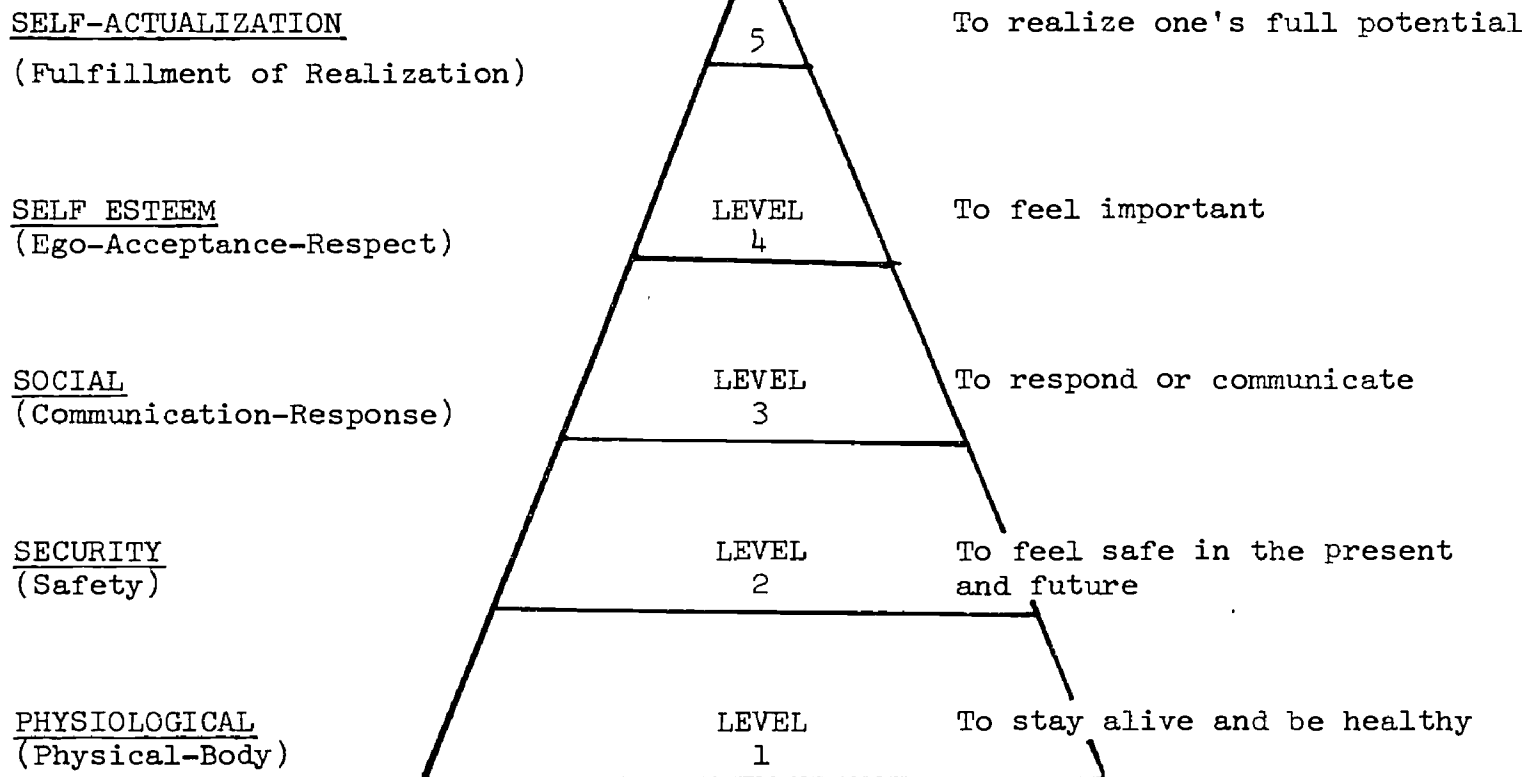 SELF-ACTUALIZATION
(Fulfillment of Realization)
5
To realize one's full potential
SELF ESTEEM
(Ego-Acceptance-Respect)
LEVEL
4
To feel important
SOCIAL
(Communication-Response)
LEVEL
3
To respond or communicate
SECURITY
(Safety)
LEVEL
2
To feel safe in the present
and future
PHYSIOLOGICAL
(Physical-Body)
LEVEL
1
To stay alive and be healthy